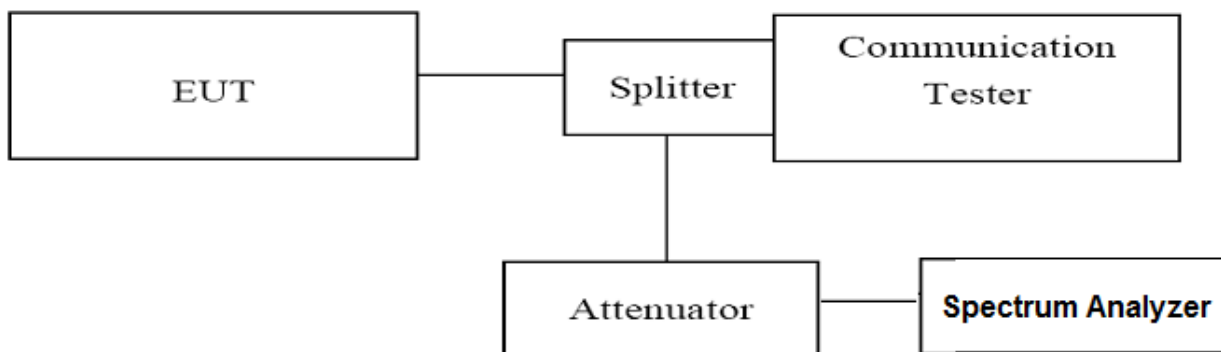 EUT
Splitter
Communication
Tester
Attenuator
Spectrum Analyzer